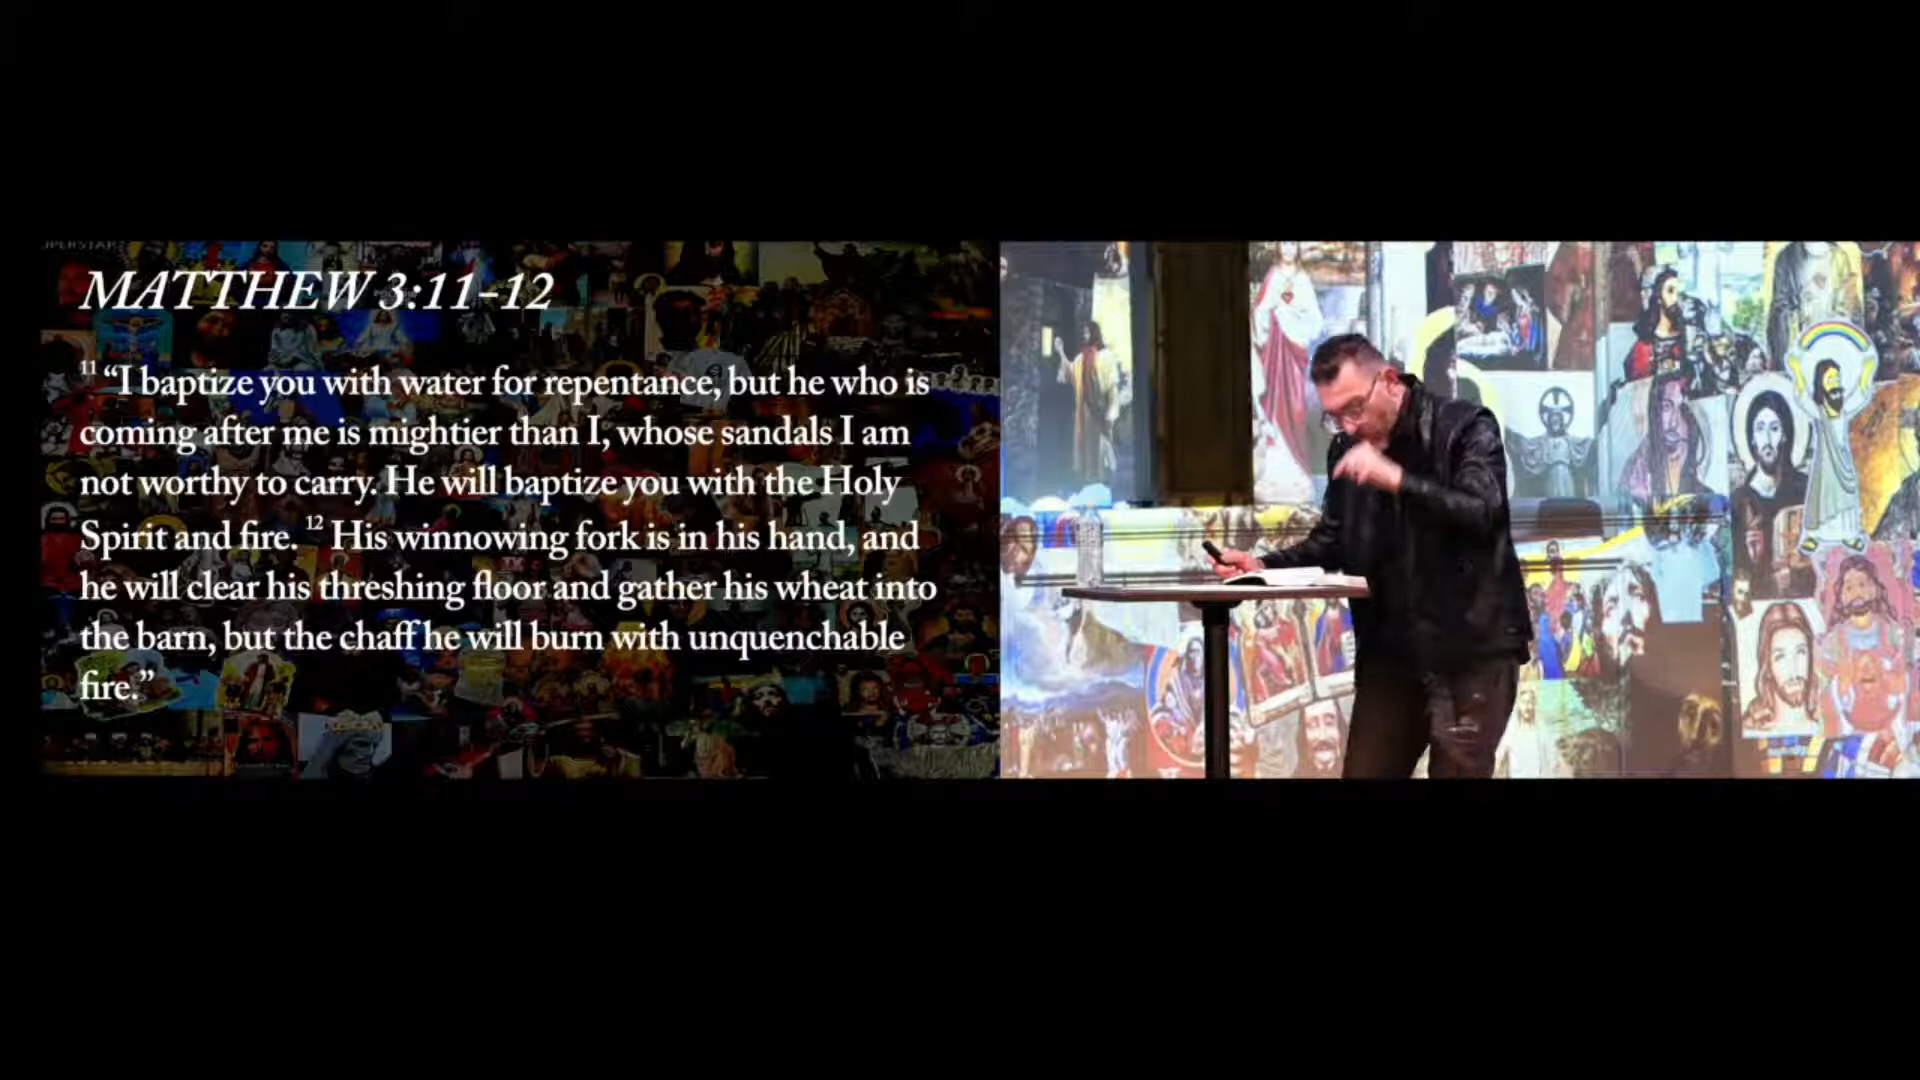 MATTHEW 3:11–12
11 “I baptize you with water for repentance, but he who is
coming after me is mightier than I, whose sandals I am
not worthy to carry. He will baptize you with the Holy
Spirit and fire. 12 His winnowing fork is in his hand, and
he will clear his threshing floor and gather his wheat into
the barn, but the chaff he will burn with unquenchable
fire.”